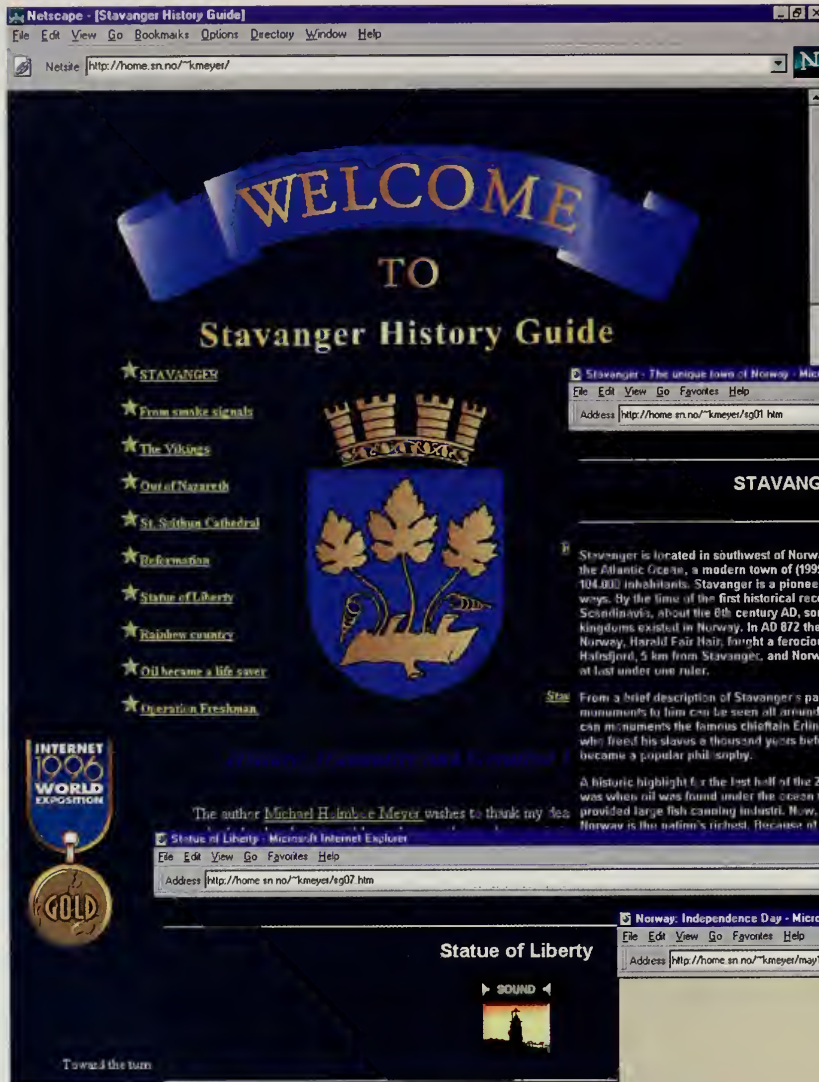 Netscape - [Stavanger History Guide]
File Edit View Go Bookmarks Options Directory Window Help
Netsite http://home.sn.no/~kmeyer/
N
WELCOME
TO
Stavanger History Guide
STAVANGER
From smoke signals
The Vikings
Out of Nazareth
St. Svithun Cathedral
Reformation
Statue of Liberty
Rainbow country
Oil became a life saver
Operation Freshman
Stavanger - The unique town of Norway - Micr
File Edit View Go Favorites Help
Address http://home.sn.no/~kmeyer/sg01.htm
STAVANG
Stavanger is located in southwest of Norwa
the Atlantic Ocean, a modern town of (1995
104.000 inhabitants. Stavanger is a pionee
ways. By the time of the first historical reco
Scandinavia, about the 8th century AD, som
kingdoms existed in Norway. In AD 872 the
Norway, Harald Fair Hair, fought a ferociou
Hafrsfjord, 5 km from Stavanger, and Norw
at last under one ruler.
From a brief description of Stavanger's pa
monuments to him can be seen all around
can monuments the famous chieftain Erlin
who freed his slaves a thousand years bef
became a popular philosophy.
A historic highlight for the last half of the 2
was when oil was found under the ocean
provided large fish canning industri. Now,
Norway is the nation's richest. Because of
Stav
INTERNET
1996
WORLD
EXPOSITION
GOLD
The author Michael Holmboe Meyer wishes to thank my dea
Statue of Liberty - Microsoft Internet Explorer
File Edit View Go Favorites Help
Address http://home.sn.no/~kmeyer/sg07.htm
Statue of Liberty
SOUND
Toward the turn
Norway: Independence Day - Micro
File Edit View Go Favorites Help
Address http://home.sn.no/~kmeyer/may1